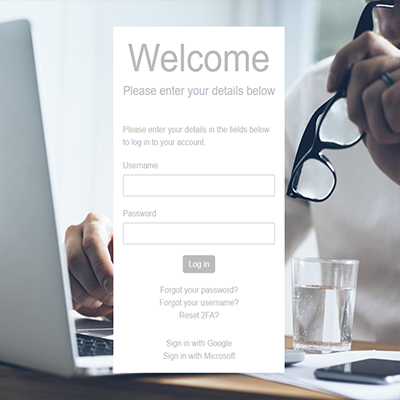 Welcome
Please enter your details below
Please enter your details in the fields below
to log in to your account.
Username
Password
Log in
Forgot your password?
Forgot your username?
Reset 2FA?
Sign in with Google
Sign in with Microsoft